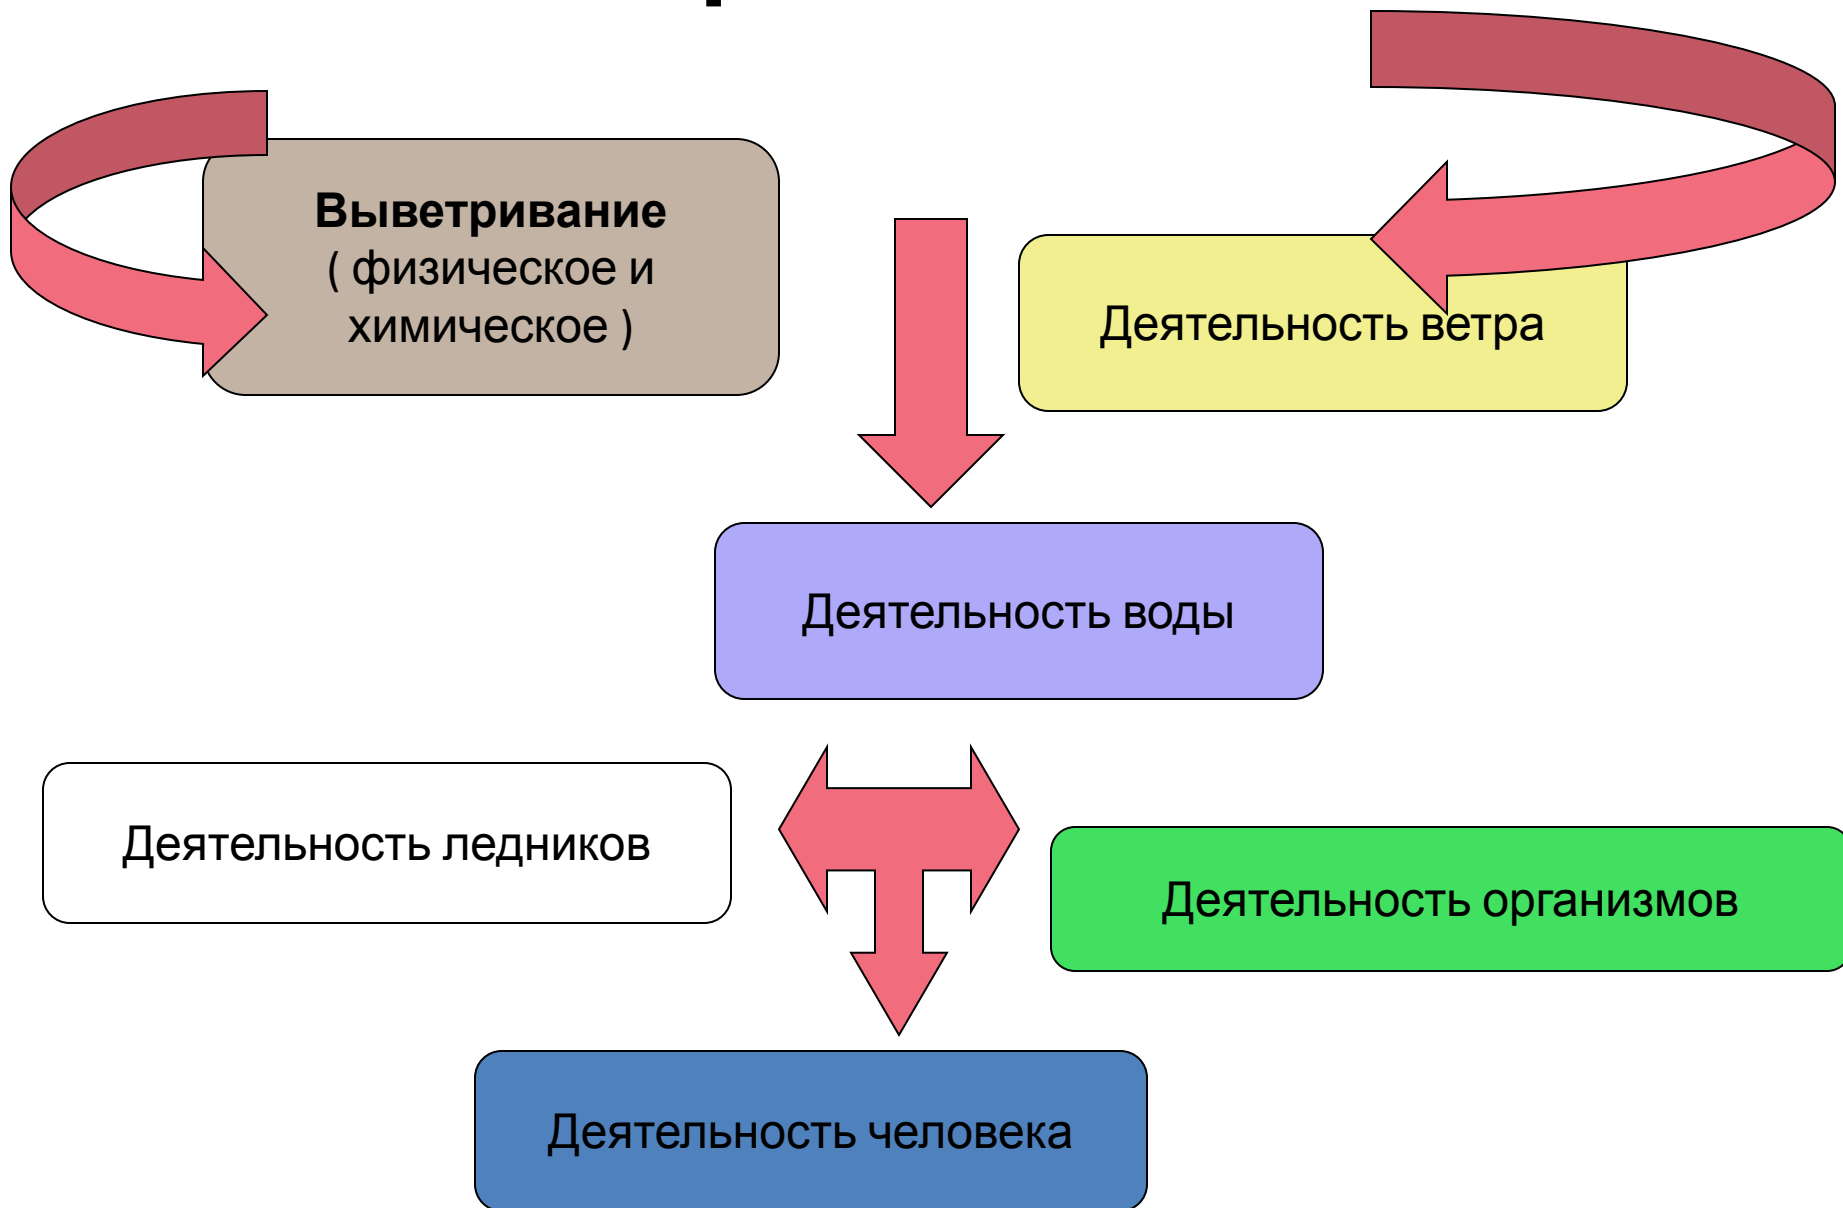 Выветривание
( физическое и
химическое )
Деятельность ветра
Деятельность воды
Деятельность ледников
Деятельность организмов
Деятельность человека